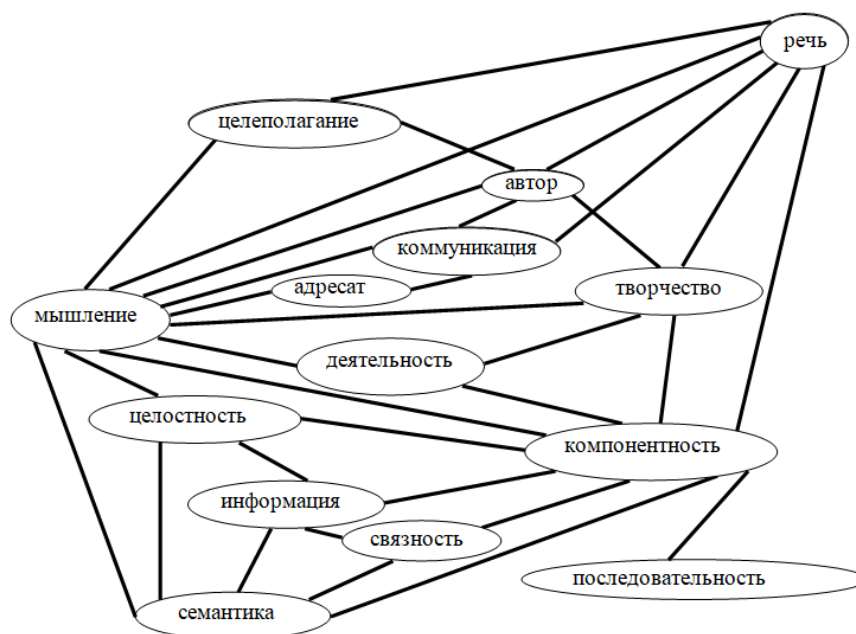 речь
целеполагание
автор
коммуникация
адресат
творчество
мышление
деятельность
целостность
компонентность
информация
связность
последовательность
семантика